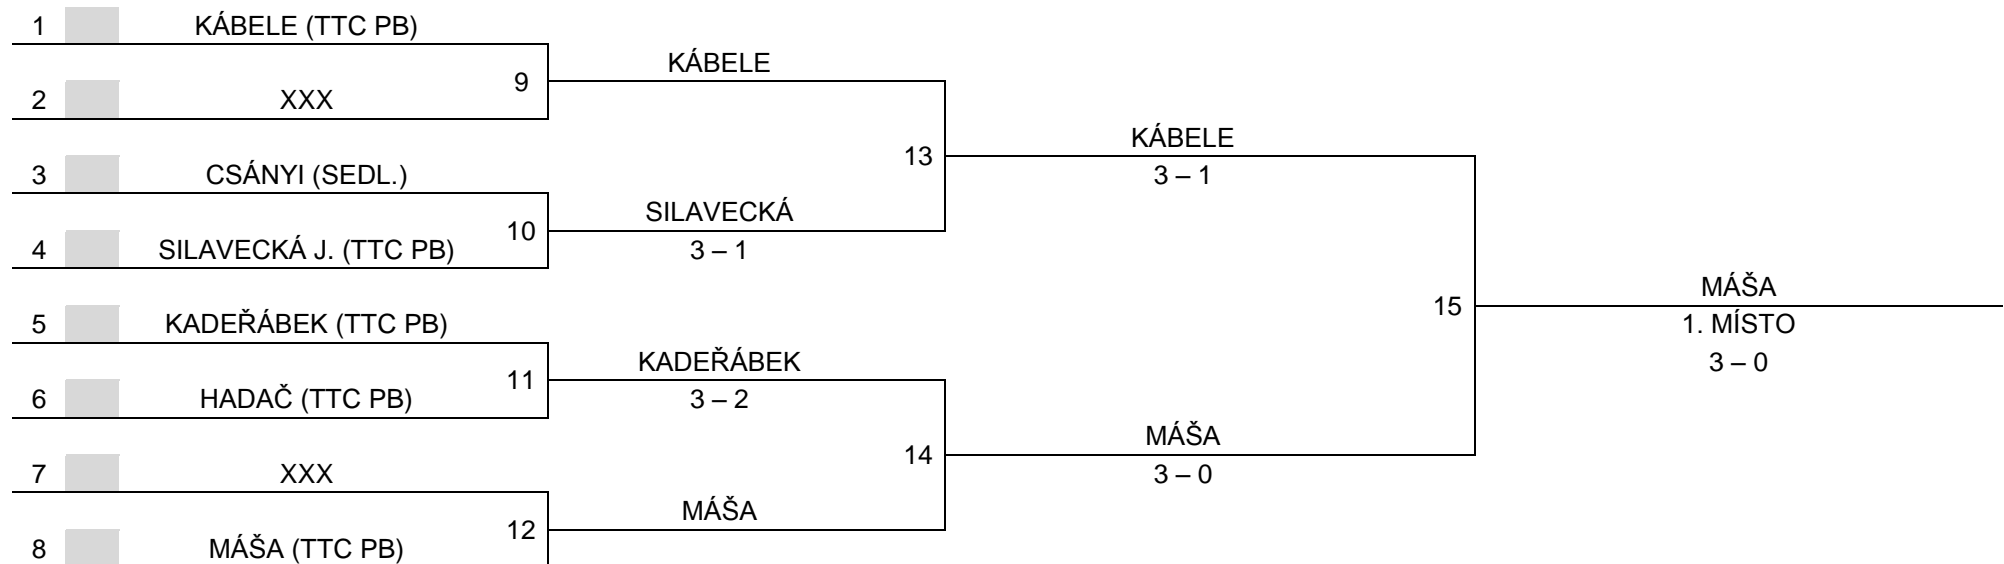 1 KÁBELE (TTC PB)
KÁBELE
9
2 XXX
KÁBELE
13
3 CSÁNYI (SEDL.)
3 – 1
SILAVECKÁ
10
4 SILAVECKÁ J. (TTC PB)
3 – 1
MÁŠA
15
5 KADEŘÁBEK (TTC PB)
1. MÍSTO
KADEŘÁBEK
3 – 0
11
6 HADAČ (TTC PB)
3 – 2
MÁŠA
14
7 XXX
3 – 0
MÁŠA
12
8 MÁŠA (TTC PB)